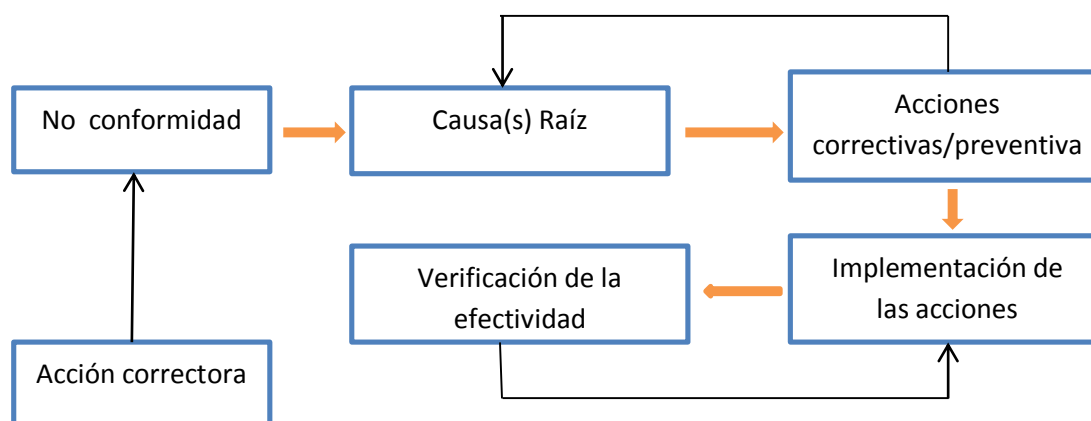 No conformidad
Causa(s) Raíz
Acciones
correctivas/preventiva
Verificación de la
efectividad
Implementación de
las acciones
Acción correctora